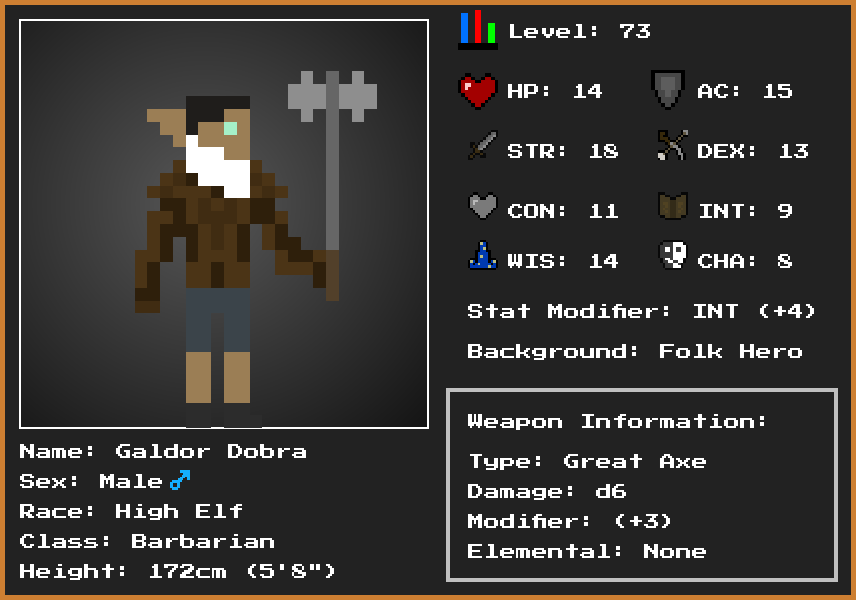 Level: 73
HP: 14 AC: 15
STR: 18 DEX: 13
CON: 11 INT: 9
WIS: 14 CHA: 8
Stat Modifier: INT (+4)
Background: Folk Hero
Weapon Information:
Type: Great Axe
Damage: d6
Modifier: (+3)
Elemental: None
Name: Galdor Dobra
Sex: Male ♂
Race: High Elf
Class: Barbarian
Height: 172cm (5'8")